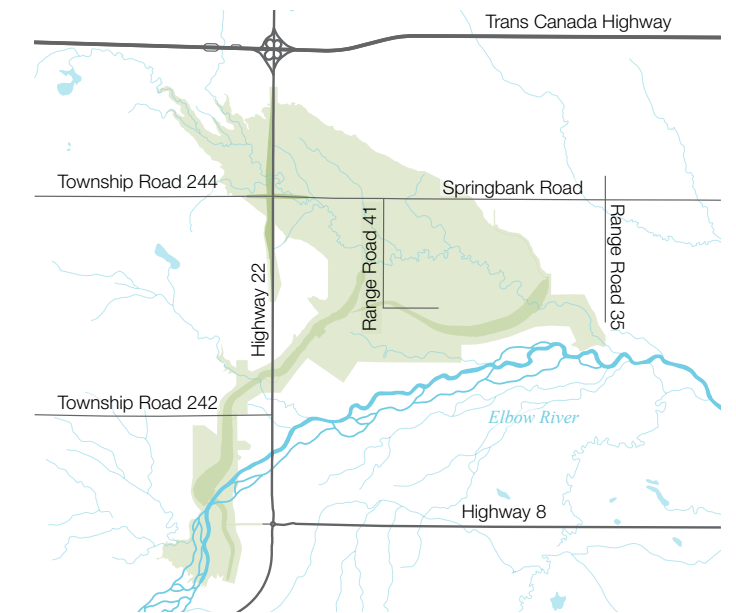 Trans Canada Highway
Township Road 244
Springbank Road
Range Road 41
Range Road 35
Highway 22
Township Road 242
Elbow River
Highway 8